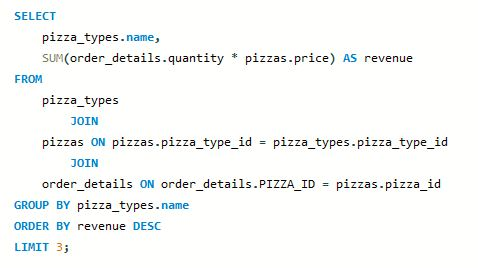 SELECT
pizza_types.name,
SUM(order_details.quantity * pizzas.price) AS revenue
FROM
pizza_types
JOIN
pizzas ON pizzas.pizza_type_id = pizza_types.pizza_type_id
JOIN
order_details ON order_details.PIZZA_ID = pizzas.pizza_id
GROUP BY pizza_types.name
ORDER BY revenue DESC
LIMIT 3;